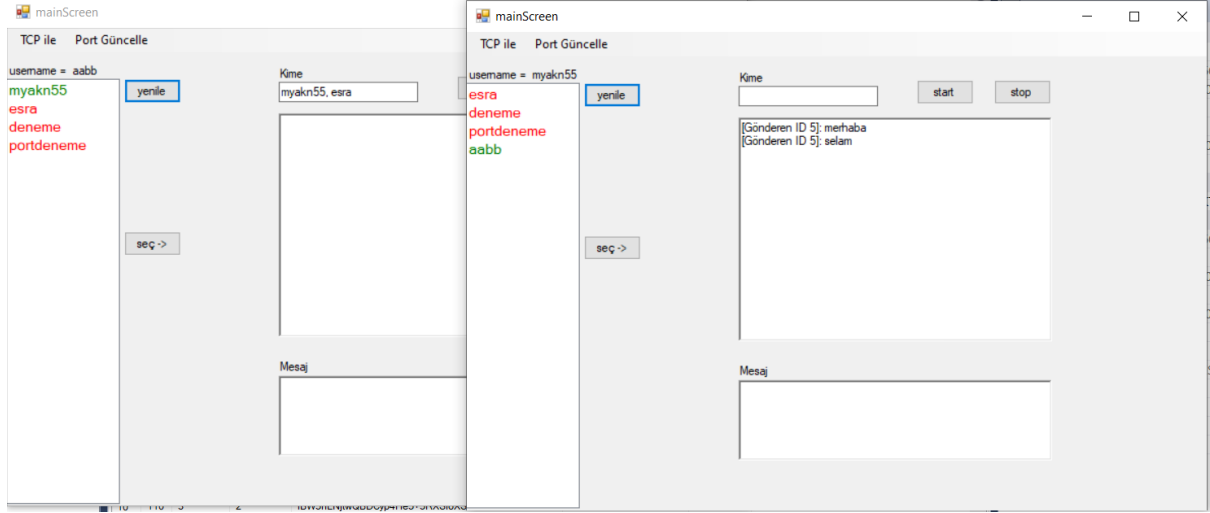 mainScreen
TCP ile Port Güncelle
username = aabb
myakn55
esra
deneme
portdeneme
yenile
seç ->
Kime
myakn55, esra
Mesaj
mainScreen
TCP ile Port Güncelle
username = myakn55
esra
deneme
portdeneme
aabb
yenile
seç ->
Kime
start stop
[Gönderen ID 5]: merhaba
[Gönderen ID 5]: selam
Mesaj